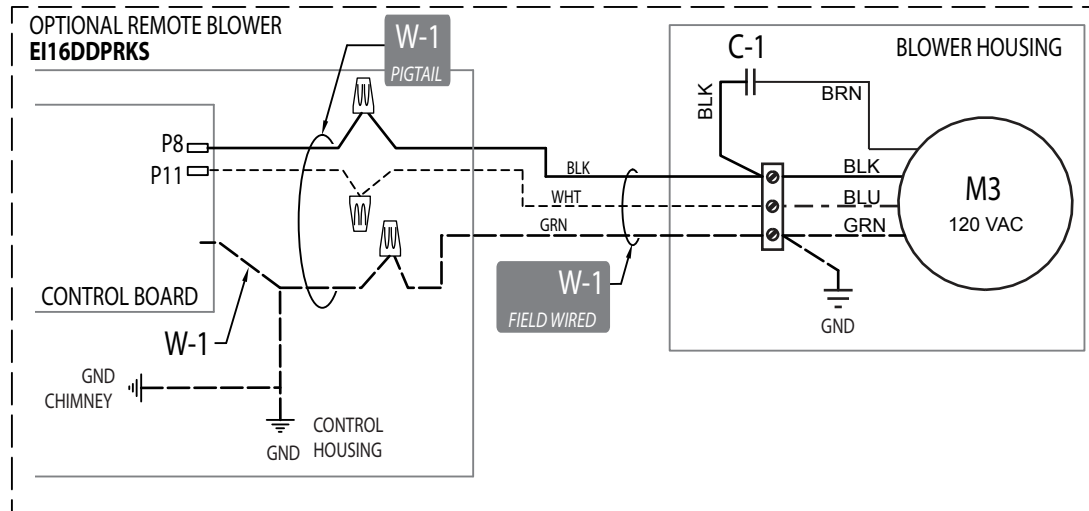 OPTIONAL REMOTE BLOWER
EI16DDPRKS
W-1
PIGTAIL
C-1
BLOWER HOUSING
BLK
BRN
P8
P11
BLK
WHT
GRN
BLK
BLU
GRN
M3
120 VAC
W-1
FIELD WIRED
GND
CONTROL BOARD
W-1
GND
CHIMNEY
GND
CONTROL
HOUSING